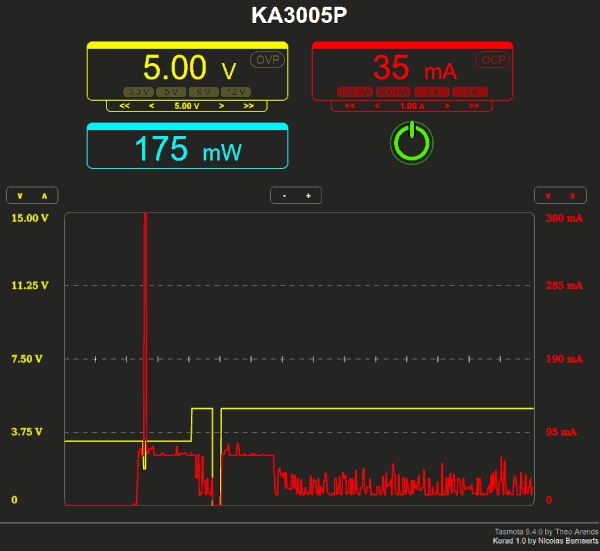 KA3005P
5.00 V OVP
3.3 V 5 V 9 V 12 V
<< < 5.00 V > >>
35 mA OCP
100 mA 500 mA 1 A
<< < 1.00 A > >>
175 mW
v ʌ - + v ʌ
15.00 V 380 mA
11.25 V 285 mA
7.50 V 190 mA
3.75 V 95 mA
0 0
Tasmota 9.4.0 by Theo Arends
Korad 1.0 by Nicolas Bernaerts